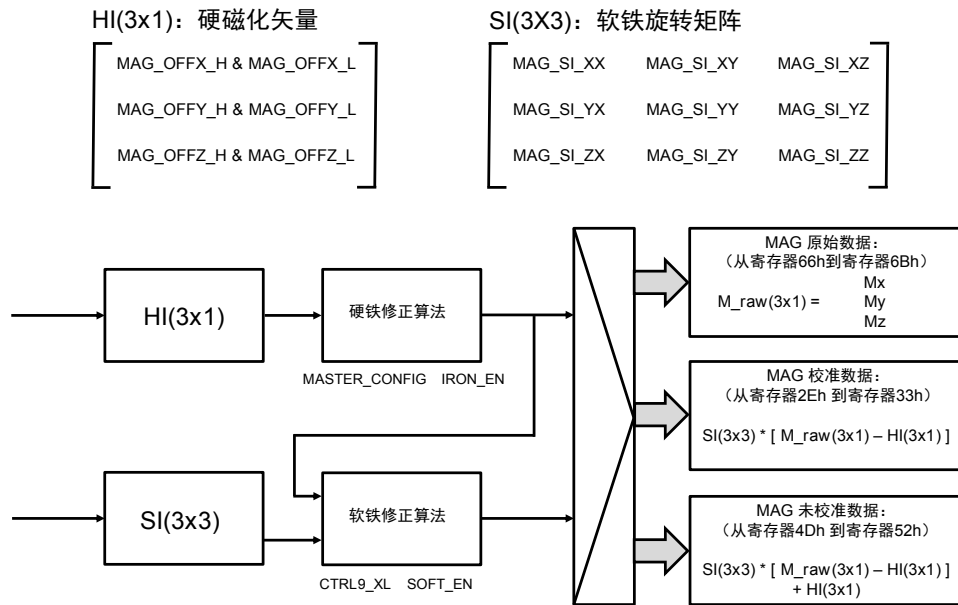 HI(3x1)：硬磁化矢量
MAG_OFFX_H & MAG_OFFX_L
MAG_OFFY_H & MAG_OFFY_L
MAG_OFFZ_H & MAG_OFFZ_L
SI(3X3)：软铁旋转矩阵
MAG_SI_XX MAG_SI_XY MAG_SI_XZ
MAG_SI_YX MAG_SI_YY MAG_SI_YZ
MAG_SI_ZX MAG_SI_ZY MAG_SI_ZZ
HI(3x1)
硬铁修正算法
MASTER_CONFIG IRON_EN
SI(3x3)
软铁修正算法
CTRL9_XL SOFT_EN
MAG 原始数据：
（从寄存器66h到寄存器6Bh）
Mx
M_raw(3x1) = My
Mz
MAG 校准数据：
（从寄存器2Eh 到寄存器33h）
SI(3x3) * [ M_raw(3x1) – HI(3x1) ]
MAG 未校准数据：
（从寄存器4Dh 到寄存器52h）
SI(3x3) * [ M_raw(3x1) – HI(3x1) ]
+ HI(3x1)